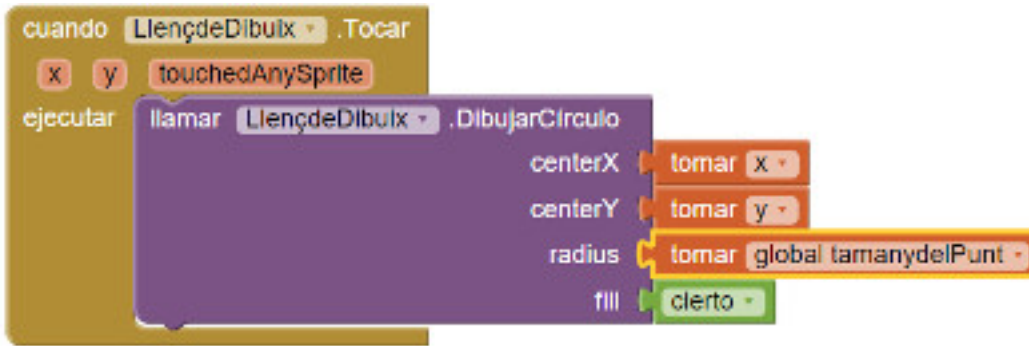 cuando LlençdeDibuix .Tocar
x y touchedAnySprite
ejecutar llamar LlençdeDibuix .DibujarCírculo
centerX tomar x
centerY tomar y
radius tomar global tamanydelPunt
fill cierto